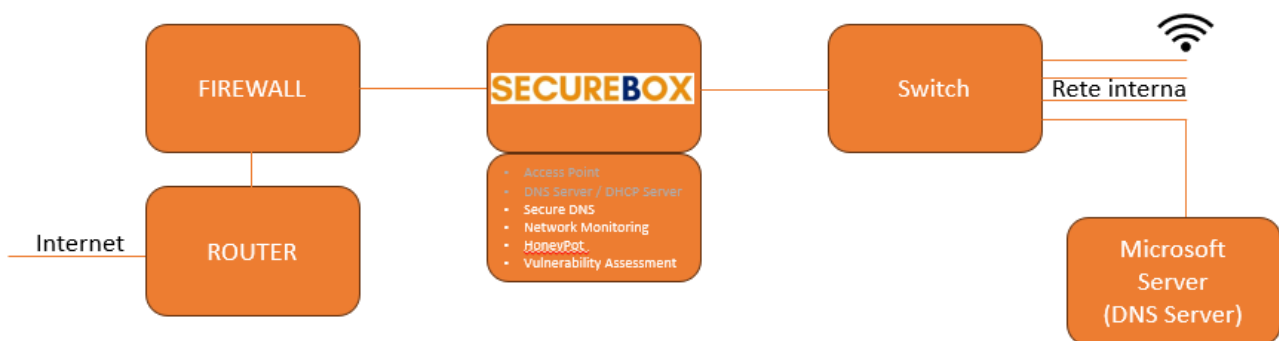 FIREWALL
SECUREBOX
Switch
Rete interna
• Access Point
• DNS Server / DHCP Server
• Secure DNS
• Network Monitoring
• HoneyPot
• Vulnerability Assessment
Internet
ROUTER
Microsoft
Server
(DNS Server)